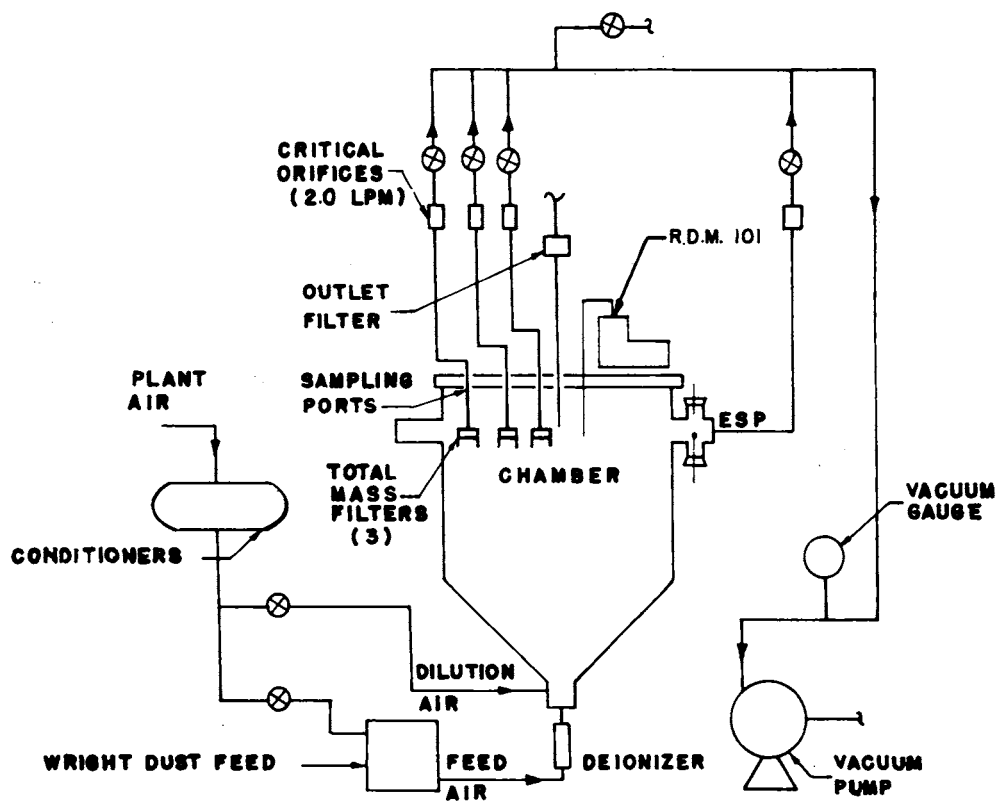 CRITICAL
ORIFICES
(2.0 LPM)
R.D.M. 101
OUTLET
FILTER
PLANT
AIR
SAMPLING
PORTS
ESP
TOTAL
MASS
FILTERS
(3)
CHAMBER
VACUUM
GAUGE
CONDITIONERS
DILUTION
AIR
WRIGHT DUST FEED
FEED
AIR
DEIONIZER
VACUUM
PUMP